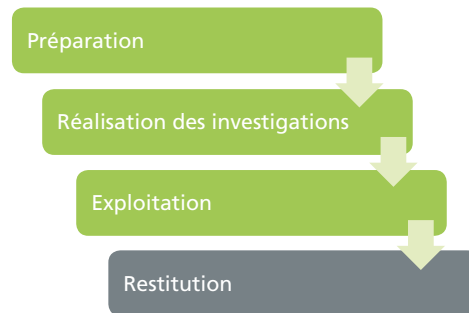 Préparation
Réalisation des investigations
Exploitation
Restitution